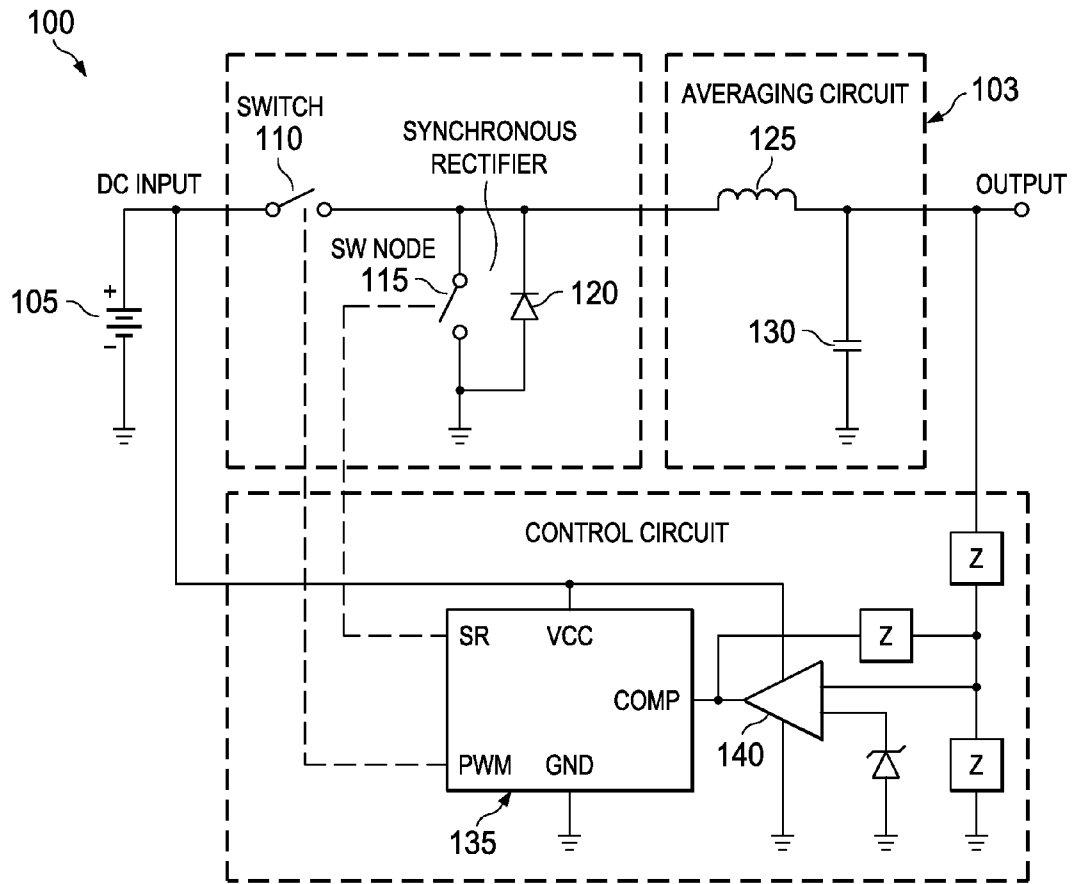 100
SWITCH
110
SYNCHRONOUS
RECTIFIER
AVERAGING CIRCUIT
103
125
DC INPUT
OUTPUT
SW NODE
115
105
+
-
120
130
CONTROL CIRCUIT
Z
SR
VCC
Z
COMP
140
Z
PWM
GND
135